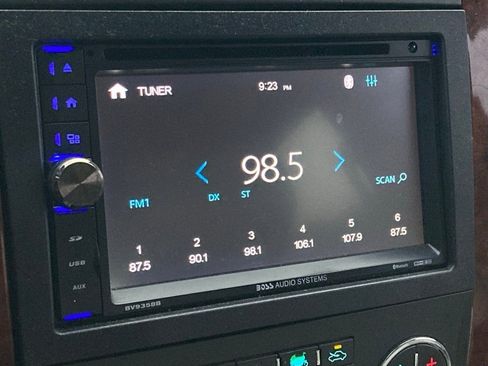 TUNER 9:23 PM
98.5
FM1 DX ST SCAN
1 2 3 4 5 6
87.5 90.1 98.1 106.1 107.9 87.5
USB
AUX
BV9358B
BOSS AUDIO SYSTEMS
Bluetooth